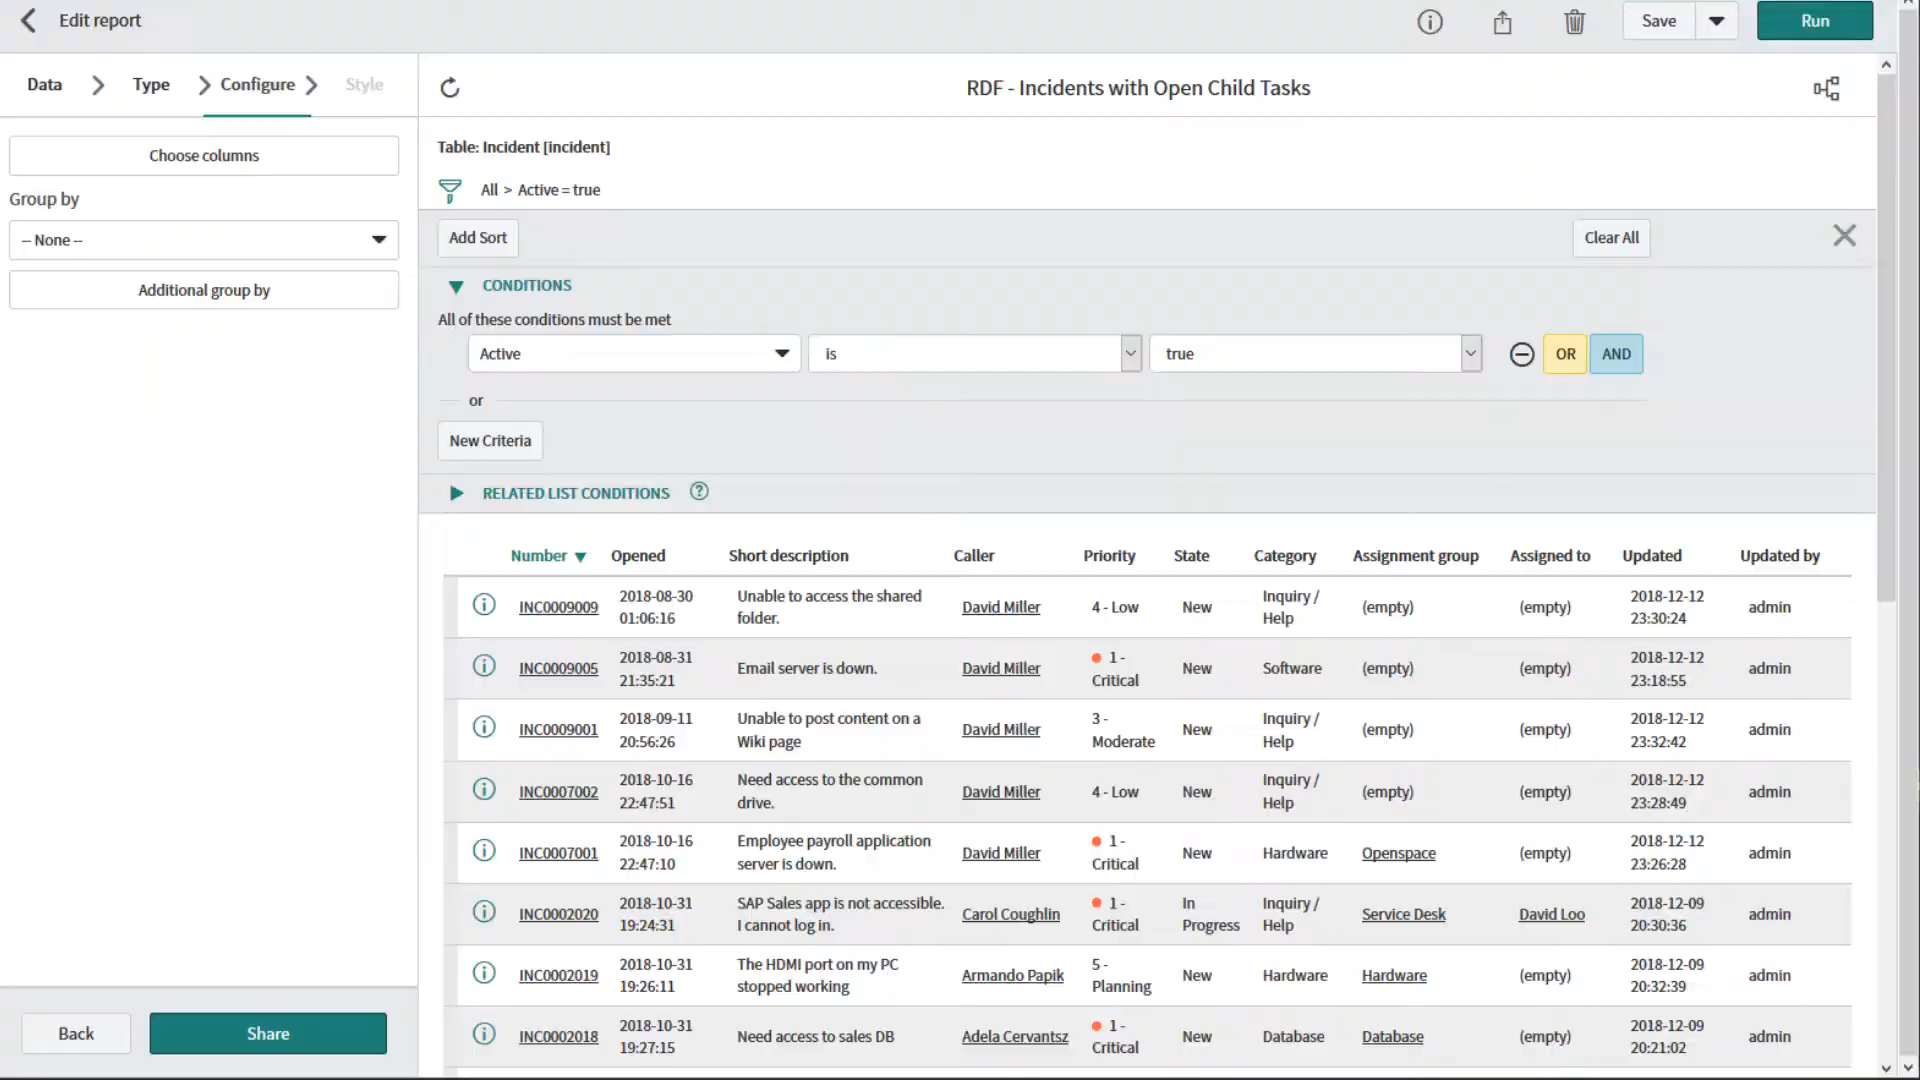 Edit report
Save
Run
Data
Type
Configure
Style
RDF - Incidents with Open Child Tasks
Choose columns
Group by
-- None --
Additional group by
Table: Incident [incident]
All > Active = true
Add Sort
Clear All
CONDITIONS
All of these conditions must be met
Active
is
true
OR
AND
or
New Criteria
RELATED LIST CONDITIONS
Number Opened Short description Caller Priority State Category Assignment group Assigned to Updated Updated by
INC0009009 2018-08-30 01:06:16 Unable to access the shared folder. David Miller 4 - Low New Inquiry / Help (empty) (empty) 2018-12-12 23:30:24 admin
INC0009005 2018-08-31 21:35:21 Email server is down. David Miller 1 - Critical New Software (empty) (empty) 2018-12-12 23:18:55 admin
INC0009001 2018-09-11 20:56:26 Unable to post content on a Wiki page David Miller 3 - Moderate New Inquiry / Help (empty) (empty) 2018-12-12 23:32:42 admin
INC0007002 2018-10-16 22:47:51 Need access to the common drive. David Miller 4 - Low New Inquiry / Help (empty) (empty) 2018-12-12 23:28:49 admin
INC0007001 2018-10-16 22:47:10 Employee payroll application server is down. David Miller 1 - Critical New Hardware Openspace (empty) 2018-12-12 23:26:28 admin
INC0002020 2018-10-31 19:24:31 SAP Sales app is not accessible. I cannot log in. Carol Coughlin 1 - Critical In Progress Inquiry / Help Service Desk David Loo 2018-12-09 20:30:36 admin
INC0002019 2018-10-31 19:26:11 The HDMI port on my PC stopped working Armando Papik 5 - Planning New Hardware Hardware (empty) 2018-12-09 20:32:39 admin
INC0002018 2018-10-31 19:27:15 Need access to sales DB Adela Cervantsz 1 - Critical New Database Database (empty) 2018-12-09 20:21:02 admin
Back
Share